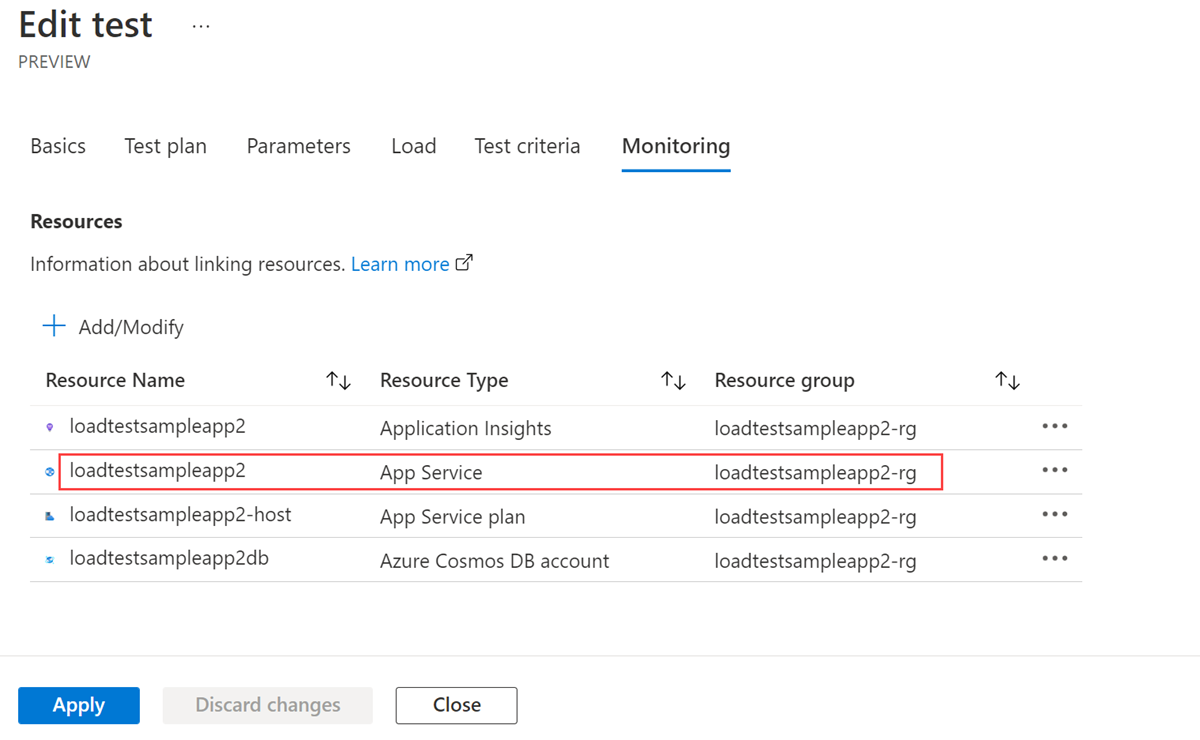 Edit test ...
PREVIEW
Basics Test plan Parameters Load Test criteria Monitoring
Resources
Information about linking resources. Learn more
Add/Modify
Resource Name Resource Type Resource group
loadtestsampleapp2 Application Insights loadtestsampleapp2-rg
loadtestsampleapp2 App Service loadtestsampleapp2-rg
loadtestsampleapp2-host App Service plan loadtestsampleapp2-rg
loadtestsampleapp2db Azure Cosmos DB account loadtestsampleapp2-rg
Apply Discard changes Close